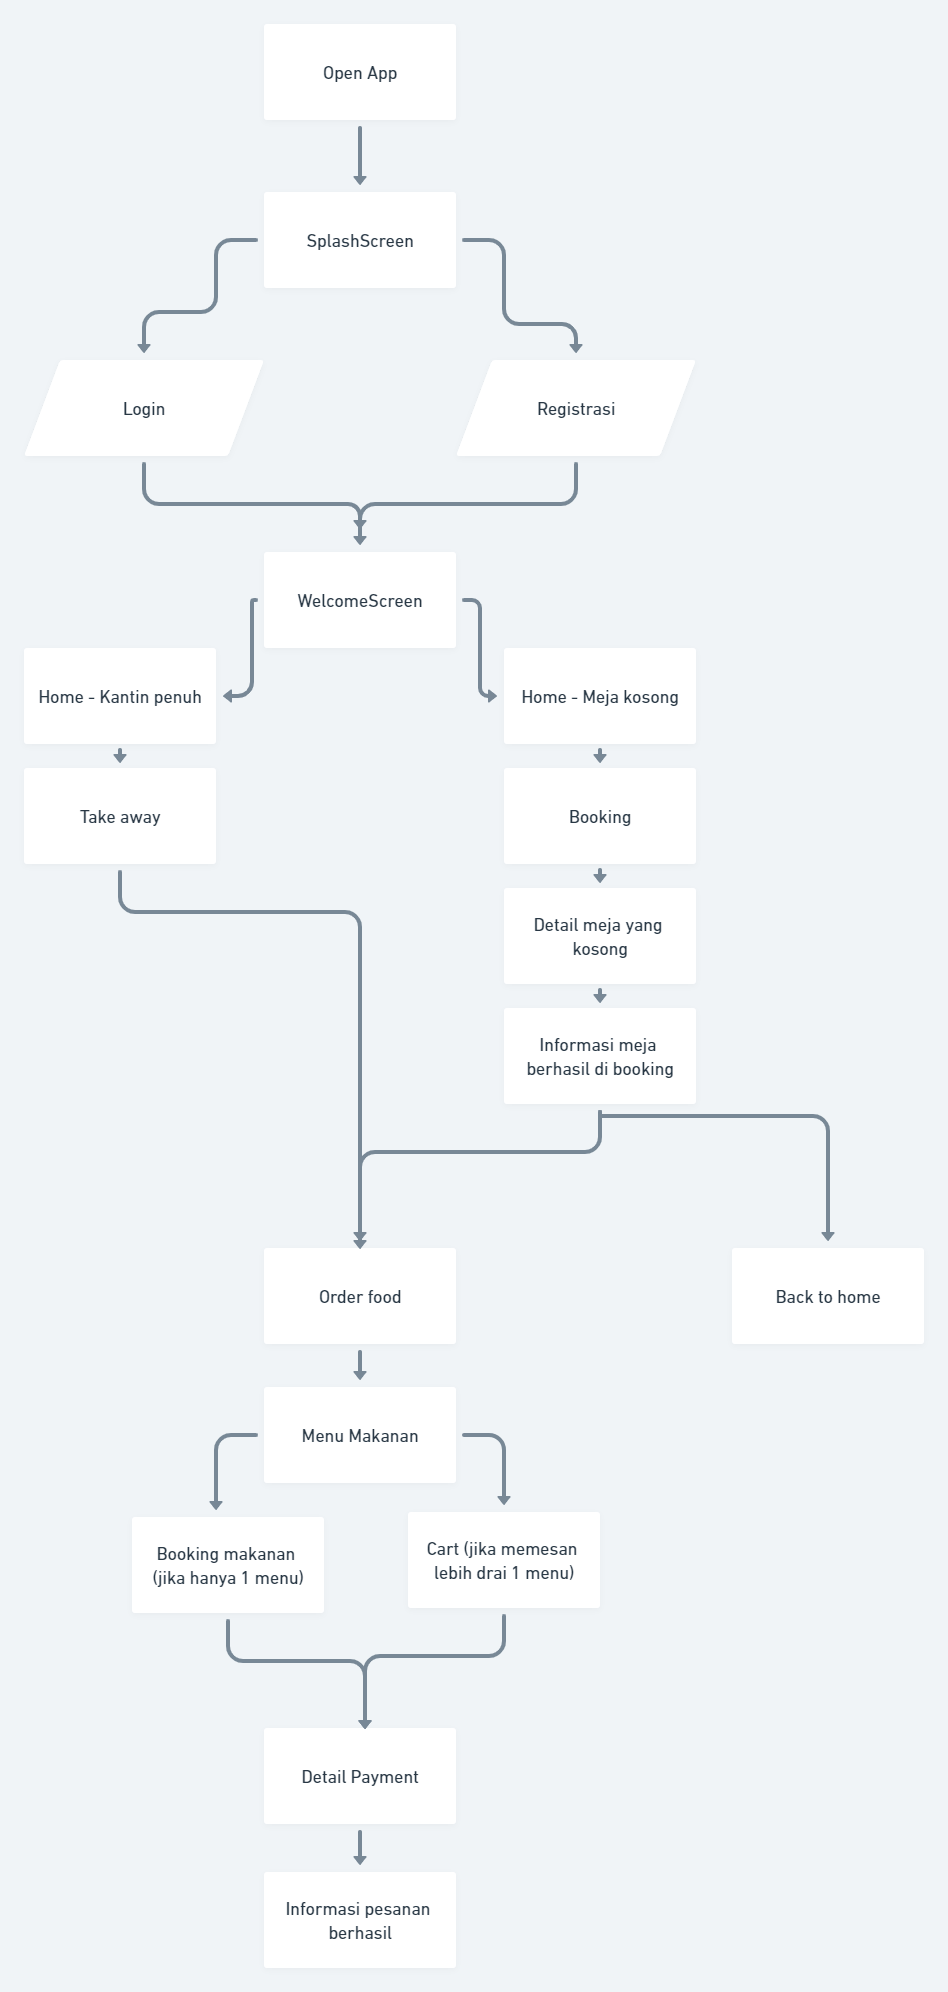 Open App
SplashScreen
Login
Registrasi
WelcomeScreen
Home - Kantin penuh
Home - Meja kosong
Take away
Booking
Detail meja yang
kosong
Informasi meja
berhasil di booking
Order food
Back to home
Menu Makanan
Booking makanan
(jika hanya 1 menu)
Cart (jika memesan
lebih drai 1 menu)
Detail Payment
Informasi pesanan
berhasil